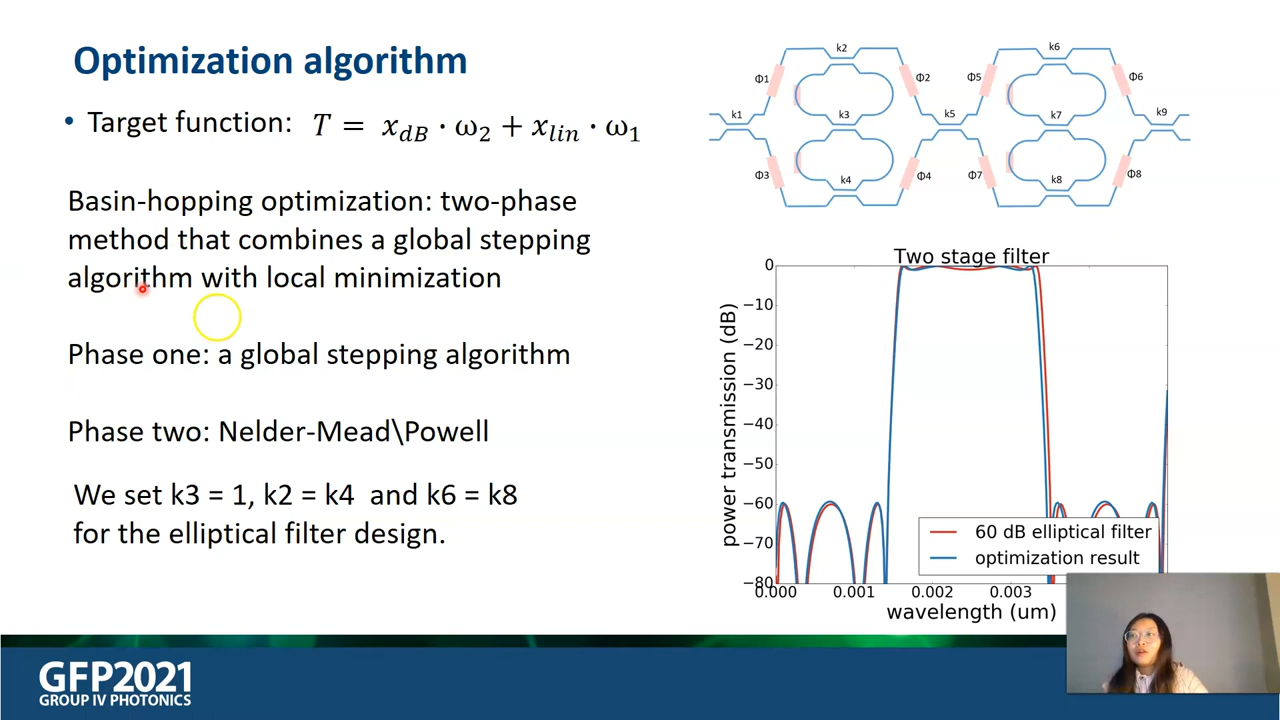 Optimization algorithm
• Target function: T = x_dB · ω₂ + x_lin · ω₁
Basin-hopping optimization: two-phase
method that combines a global stepping
algorithm with local minimization
Phase one: a global stepping algorithm
Phase two: Nelder-Mead\Powell
We set k3 = 1, k2 = k4 and k6 = k8
for the elliptical filter design.
k2 k6
Φ1 Φ2 Φ5 Φ6
k1 k3 k5 k7 k9
Φ3 k4 Φ4 Φ7 k8 Φ8
Two stage filter
power transmission (dB)
0
−10
−20
−30
−40
−50
−60
−70
−80
60 dB elliptical filter
optimization result
0.000 0.001 0.002 0.003
wavelength (um)
GFP2021
GROUP IV PHOTONICS